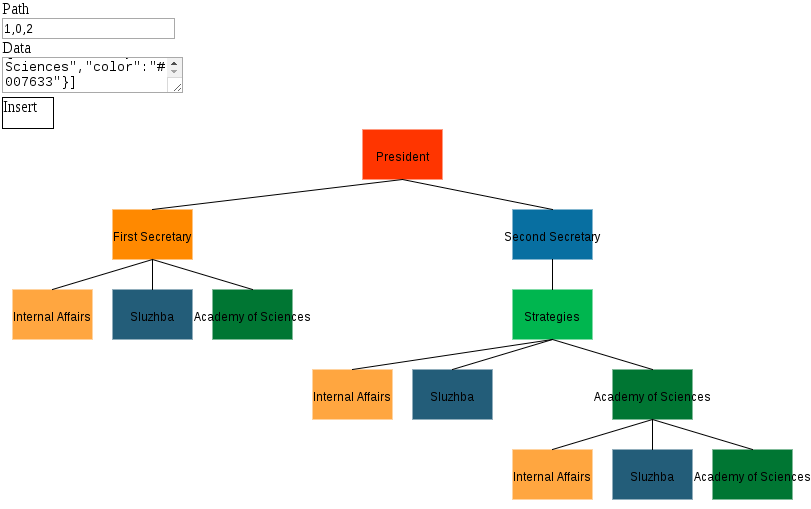 Path
1,0,2
Data
Sciences","color":"#
007633"}]
Insert
President
First Secretary
Second Secretary
Internal Affairs
Sluzhba
Academy of Sciences
Strategies
Internal Affairs
Sluzhba
Academy of Sciences
Internal Affairs
Sluzhba
Academy of Sciences